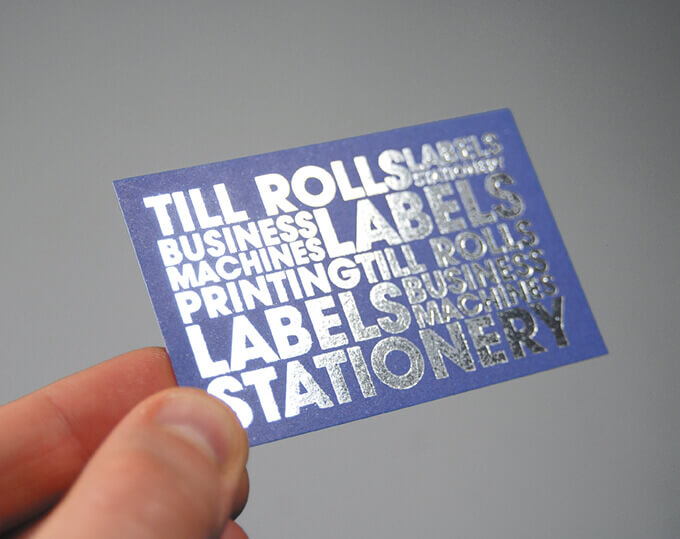 TILL ROLLS LABELS
STATIONERY
BUSINESS LABELS
MACHINES
PRINTING TILL ROLLS
LABELS BUSINESS
MACHINES
STATIONERY